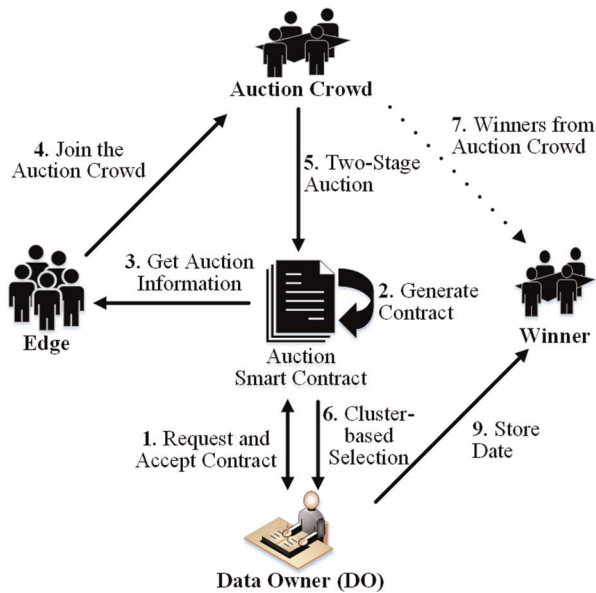 Auction Crowd
4. Join the
Auction Crowd
7. Winners from
Auction Crowd
5. Two-Stage
Auction
3. Get Auction
Information
2. Generate
Contract
Edge
Winner
Auction
Smart Contract
1. Request and
Accept Contract
6. Cluster-
based
Selection
9. Store
Date
Data Owner (DO)